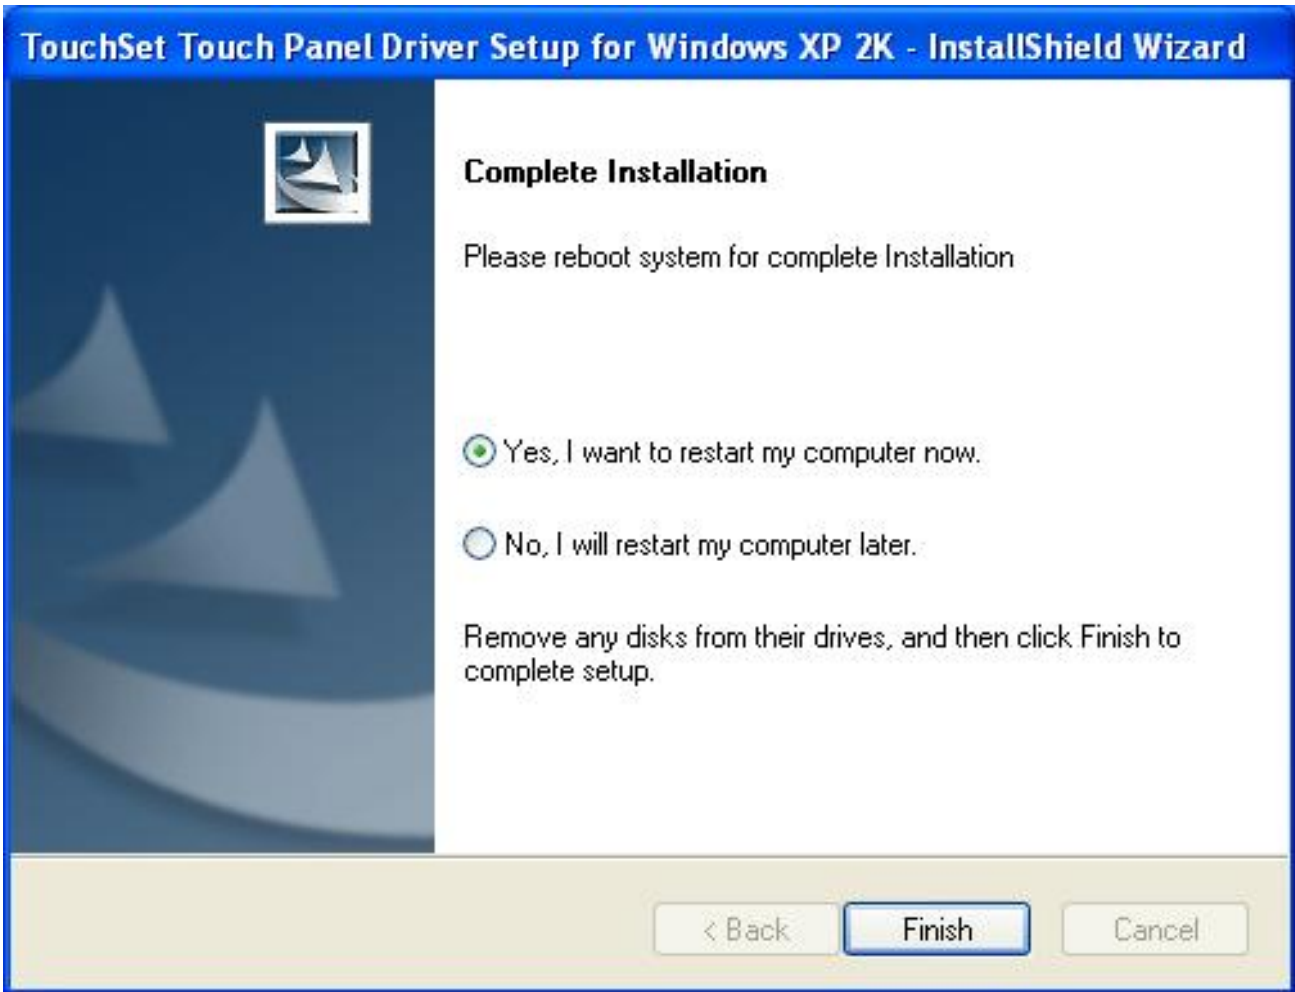 TouchSet Touch Panel Driver Setup for Windows XP 2K - InstallShield Wizard
Complete Installation
Please reboot system for complete Installation
Yes, I want to restart my computer now.
No, I will restart my computer later.
Remove any disks from their drives, and then click Finish to
complete setup.
< Back Finish Cancel